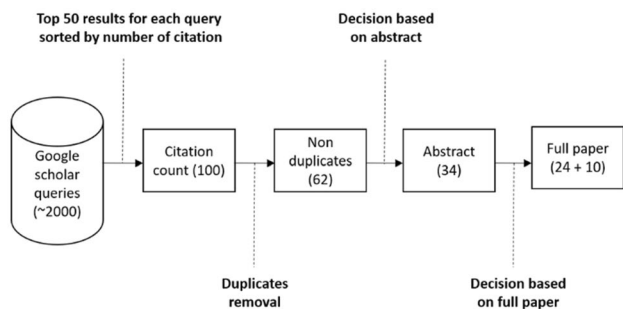 Top 50 results for each query
sorted by number of citation
Decision based
on abstract
Google
scholar
queries
(~2000)
Citation
count (100)
Non
duplicates
(62)
Abstract
(34)
Full paper
(24 + 10)
Duplicates
removal
Decision based
on full paper